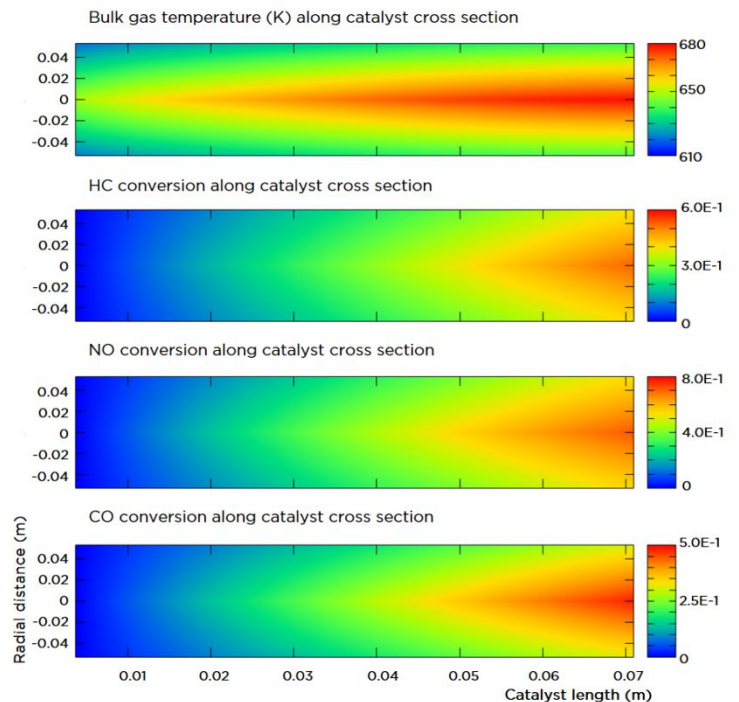 Bulk gas temperature (K) along catalyst cross section
0.04
0.02
0
-0.02
-0.04
680
650
610
HC conversion along catalyst cross section
0.04
0.02
0
-0.02
-0.04
6.0E-1
3.0E-1
0
NO conversion along catalyst cross section
0.04
0.02
0
-0.02
-0.04
8.0E-1
4.0E-1
0
CO conversion along catalyst cross section
0.04
0.02
0
-0.02
-0.04
5.0E-1
2.5E-1
0
Radial distance (m)
0.01 0.02 0.03 0.04 0.05 0.06 0.07
Catalyst length (m)